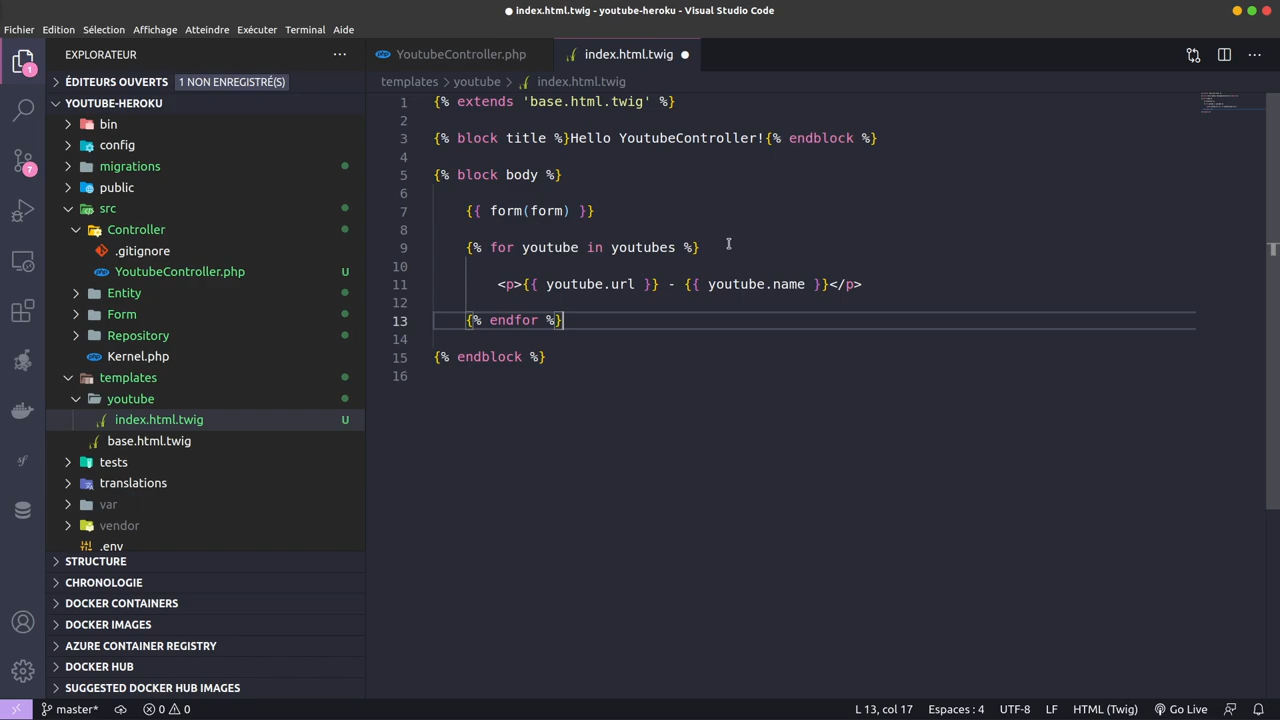 index.html.twig - youtube-heroku - Visual Studio Code
Fichier Edition Sélection Affichage Atteindre Exécuter Terminal Aide
EXPLORATEUR
YoutubeController.php
index.html.twig
ÉDITEURS OUVERTS 1 NON ENREGISTRÉ(S)
templates > youtube > index.html.twig
YOUTUBE-HEROKU
bin
config
migrations
public
src
Controller
.gitignore
YoutubeController.php U
Entity
Form
Repository
Kernel.php
templates
youtube
index.html.twig U
base.html.twig
tests
translations
var
vendor
.env
STRUCTURE
CHRONOLOGIE
DOCKER CONTAINERS
DOCKER IMAGES
AZURE CONTAINER REGISTRY
DOCKER HUB
SUGGESTED DOCKER HUB IMAGES
1
7
sf
1 {% extends 'base.html.twig' %}
2
3 {% block title %}Hello YoutubeController!{% endblock %}
4
5 {% block body %}
6
7 {{ form(form) }}
8
9 {% for youtube in youtubes %}
10
11 <p>{{ youtube.url }} - {{ youtube.name }}</p>
12
13 {% endfor %}
14
15 {% endblock %}
16
master* 0 0 L 13, col 17 Espaces : 4 UTF-8 LF HTML (Twig) Go Live